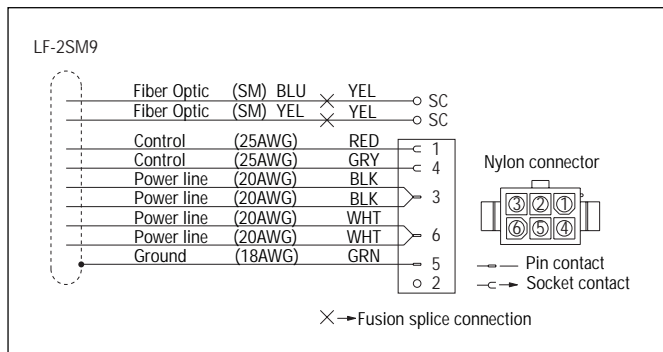 LF-2SM9
Fiber Optic (SM) BLU YEL SC
Fiber Optic (SM) YEL YEL SC
Control (25AWG) RED 1
Control (25AWG) GRY 4
Power line (20AWG) BLK
Power line (20AWG) BLK
3
Power line (20AWG) WHT
Power line (20AWG) WHT
6
Ground (18AWG) GRN 5
2
Nylon connector
③ ② ①
⑥ ⑤ ④
Pin contact
Socket contact
Fusion splice connection